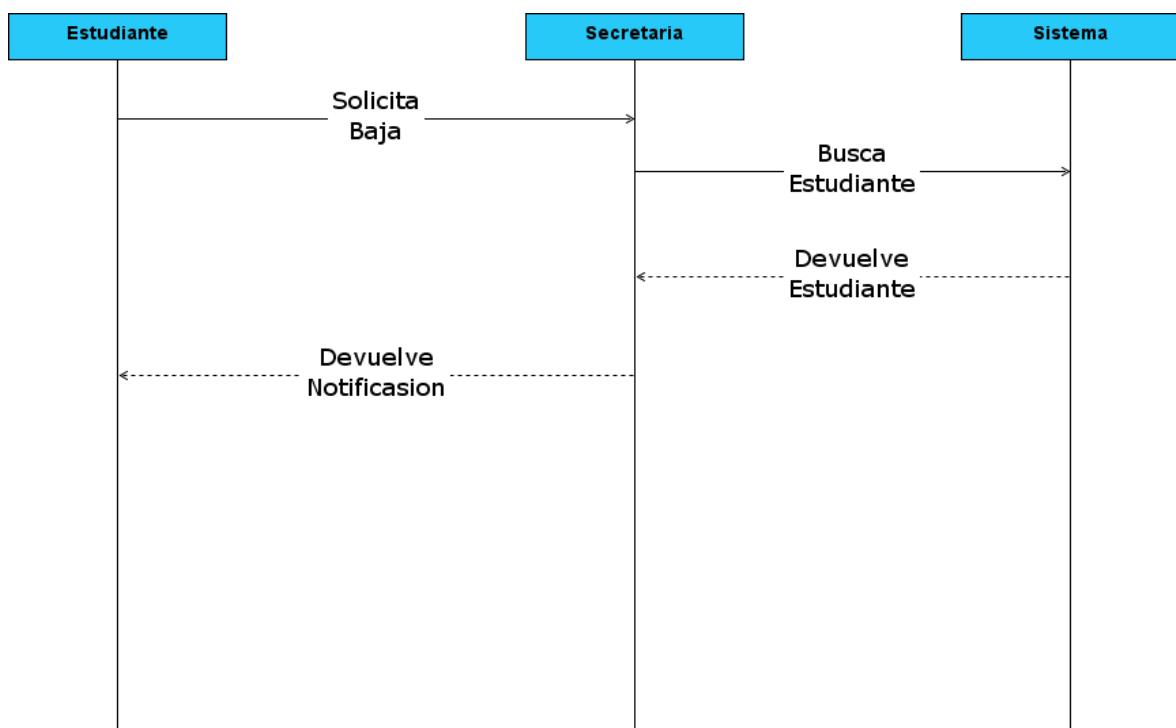 Estudiante
Secretaria
Sistema
Solicita
Baja
Busca
Estudiante
Devuelve
Estudiante
Devuelve
Notificasion